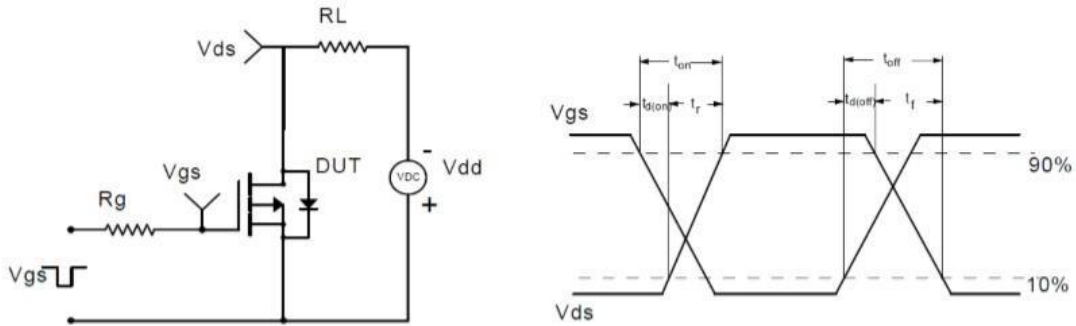 RL
Vds
Vgs
DUT
VDC
-
Vdd
+
Rg
Vgs
ton
toff
td(on)
tr
td(off)
tf
Vgs
90%
10%
Vds